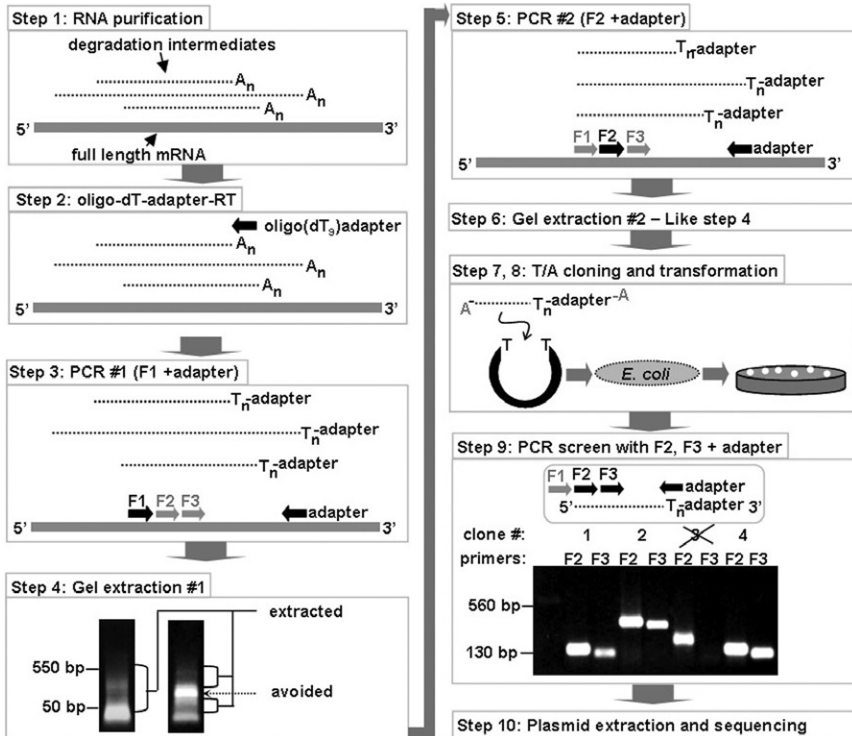 Step 1: RNA purification
degradation intermediates
An
An
An
5' 3'
full length mRNA
Step 2: oligo-dT-adapter-RT
oligo(dT9)adapter
An
An
An
5' 3'
Step 3: PCR #1 (F1 +adapter)
Tn-adapter
Tn-adapter
Tn-adapter
F1 F2 F3
adapter
5' 3'
Step 4: Gel extraction #1
extracted
550 bp
avoided
50 bp
Step 5: PCR #2 (F2 +adapter)
Tn-adapter
Tn-adapter
Tn-adapter
F1 F2 F3
adapter
5' 3'
Step 6: Gel extraction #2 – Like step 4
Step 7, 8: T/A cloning and transformation
A- Tn-adapter-A
T T
E. coli
Step 9: PCR screen with F2, F3 + adapter
F1 F2 F3
adapter
5' Tn-adapter 3'
clone #: 1 2 3 4
primers: F2 F3 F2 F3 F2 F3 F2 F3
560 bp
130 bp
Step 10: Plasmid extraction and sequencing